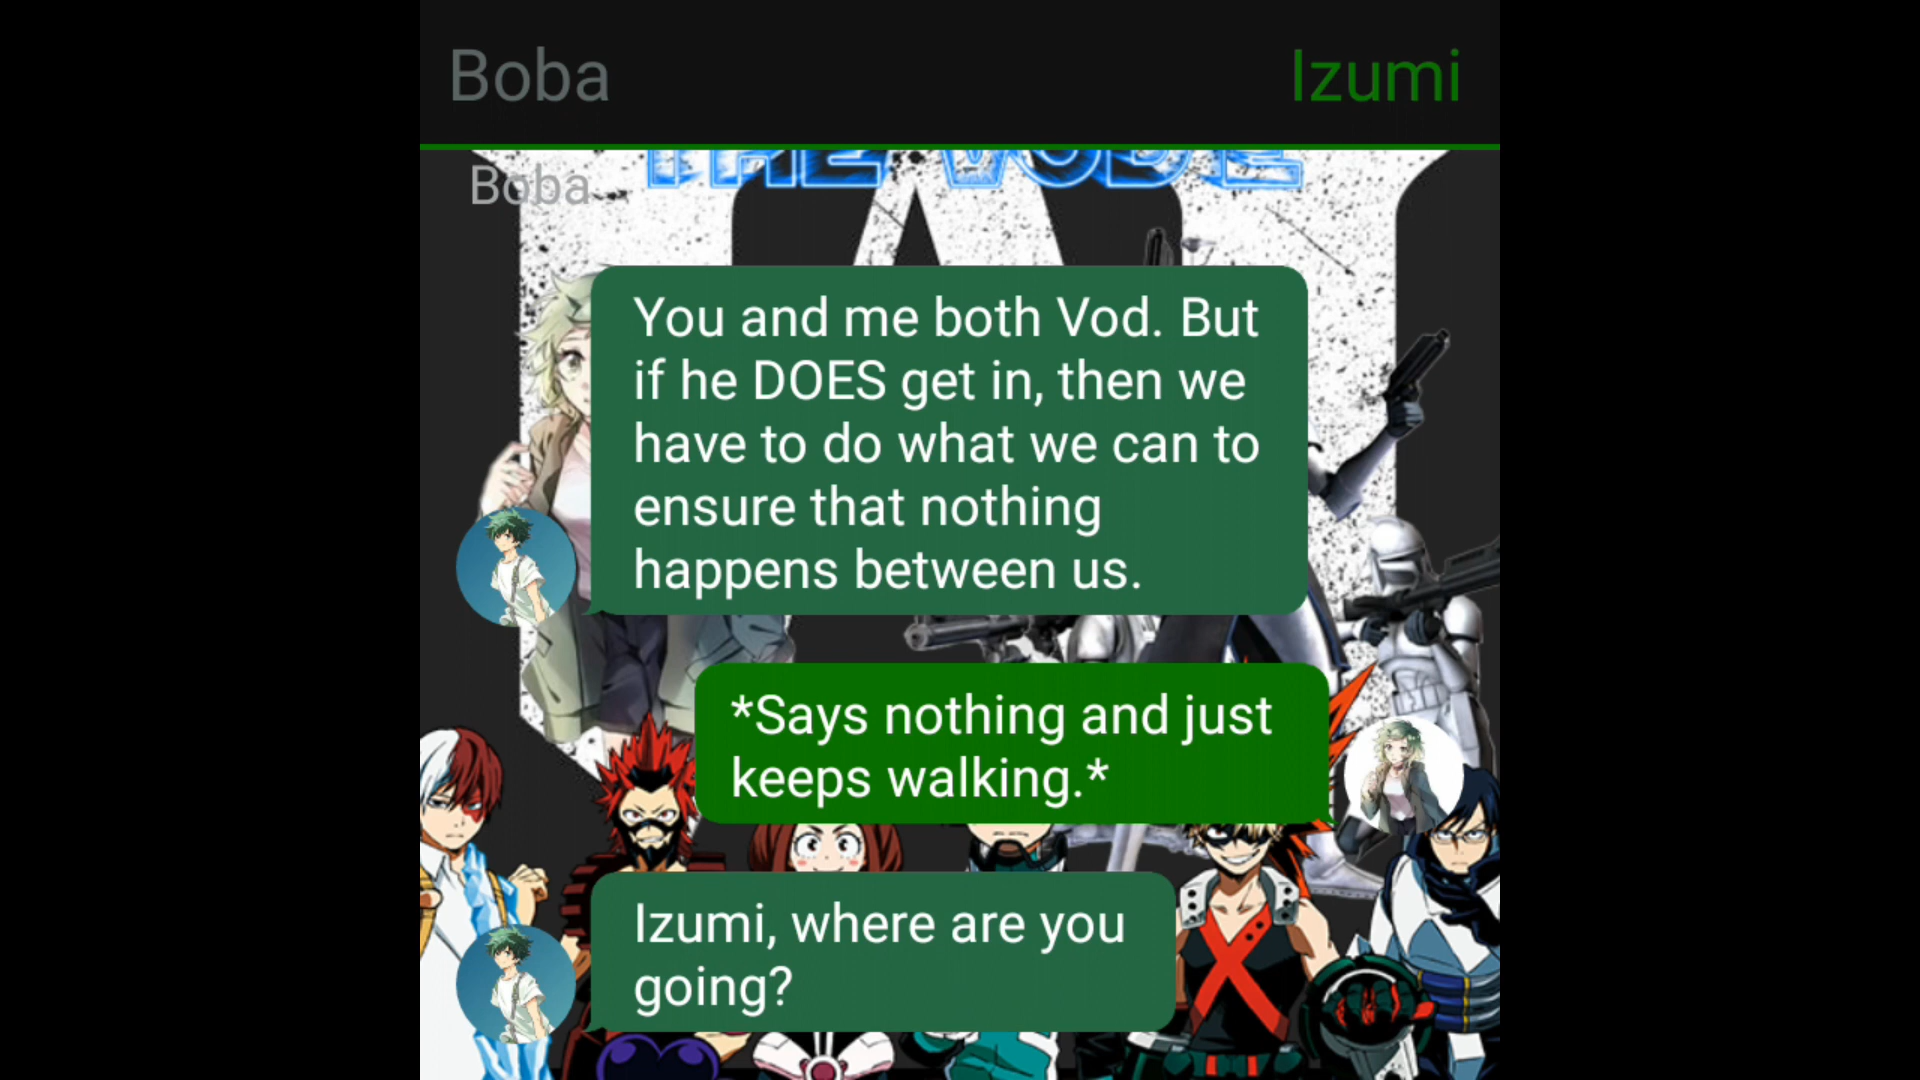 Boba
Izumi
THE VODE
Boba
You and me both Vod. But
if he DOES get in, then we
have to do what we can to
ensure that nothing
happens between us.
*Says nothing and just
keeps walking.*
Izumi, where are you
going?